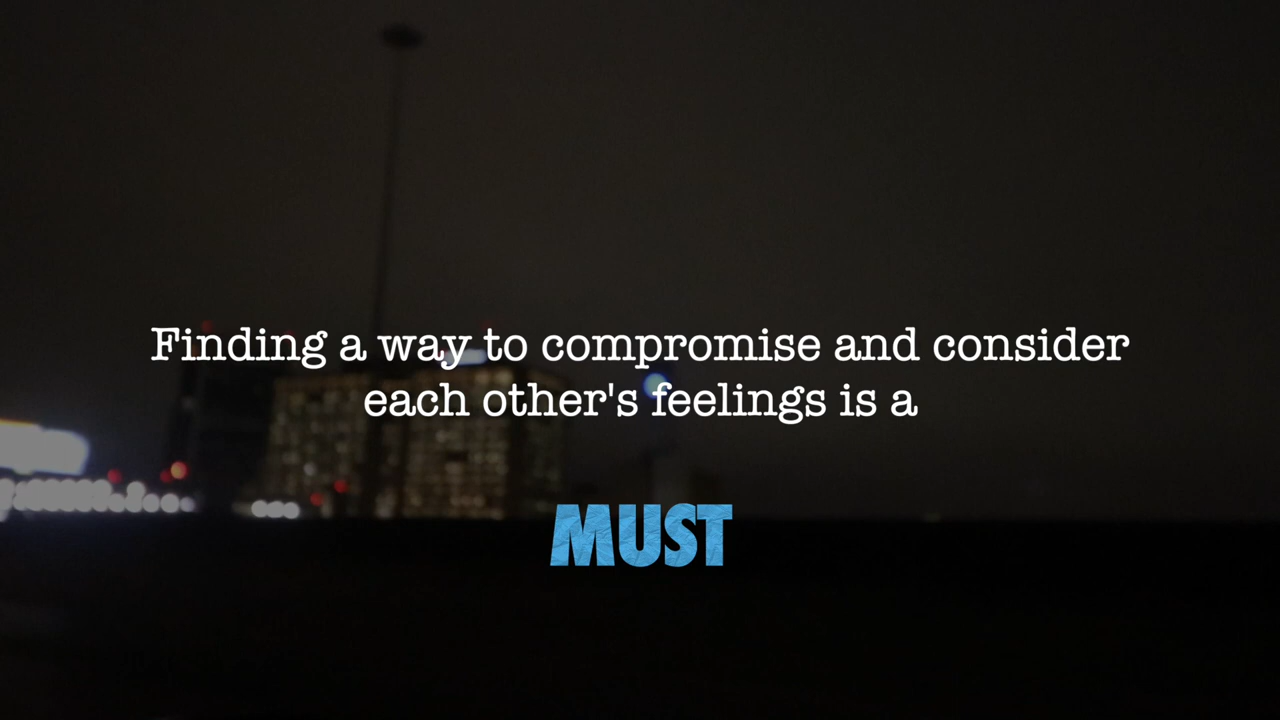 Finding a way to compromise and consider
each other's feelings is a
MUST